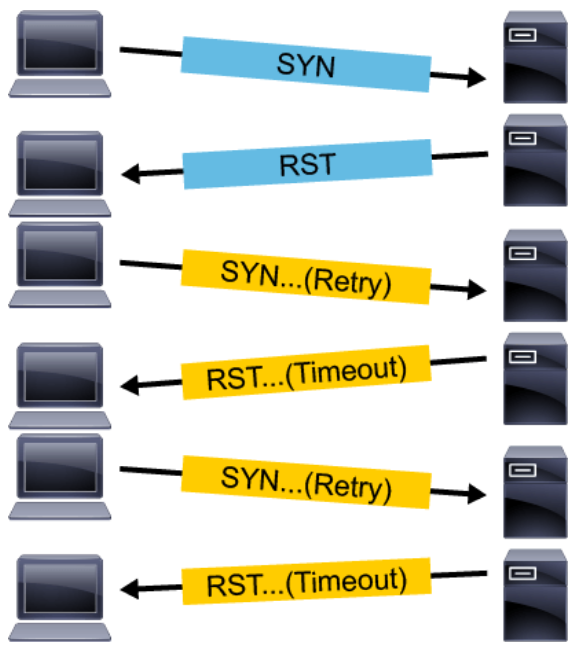 SYN
RST
SYN...(Retry)
RST...(Timeout)
SYN...(Retry)
RST...(Timeout)